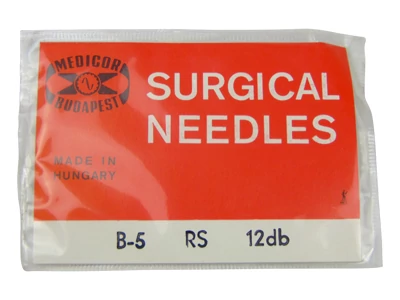 MEDICOR
BUDAPEST
SURGICAL
NEEDLES
MADE IN
HUNGARY
B-5 RS 12db